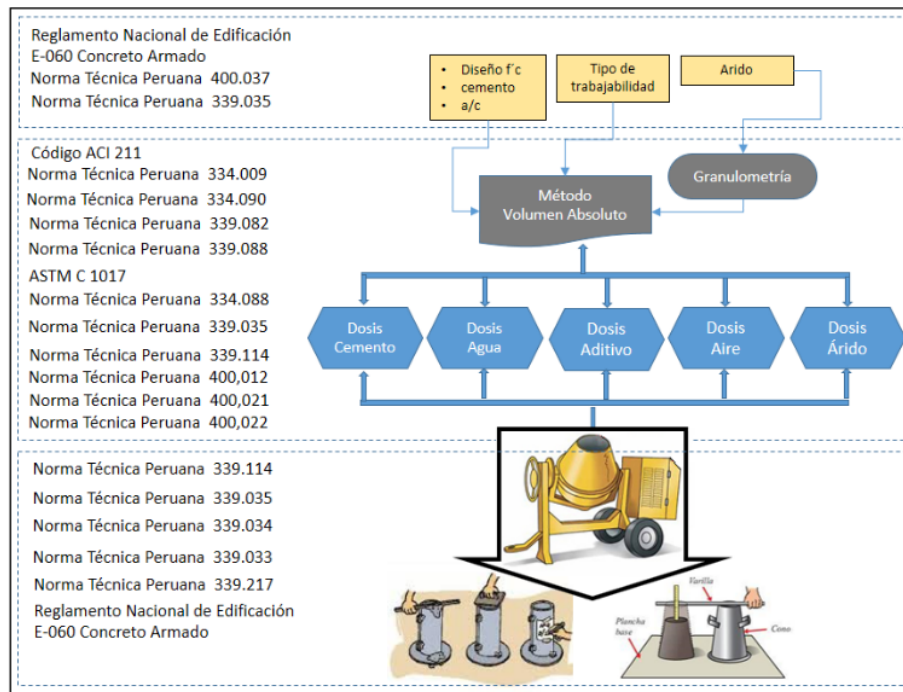 Reglamento Nacional de Edificación
E-060 Concreto Armado
Norma Técnica Peruana 400.037
Norma Técnica Peruana 339.035
• Diseño f´c
• cemento
• a/c
Tipo de
trabajabilidad
Arido
Código ACI 211
Norma Técnica Peruana 334.009
Norma Técnica Peruana 334.090
Norma Técnica Peruana 339.082
Norma Técnica Peruana 339.088
ASTM C 1017
Norma Técnica Peruana 334.088
Norma Técnica Peruana 339.035
Norma Técnica Peruana 339.114
Norma Técnica Peruana 400,012
Norma Técnica Peruana 400,021
Norma Técnica Peruana 400,022
Método
Volumen Absoluto
Granulometría
Dosis
Cemento
Dosis
Agua
Dosis
Aditivo
Dosis
Aire
Dosis
Árido
Norma Técnica Peruana 339.114
Norma Técnica Peruana 339.035
Norma Técnica Peruana 339.034
Norma Técnica Peruana 339.033
Norma Técnica Peruana 339.217
Reglamento Nacional de Edificación
E-060 Concreto Armado
Varilla
Plancha
base
Cono